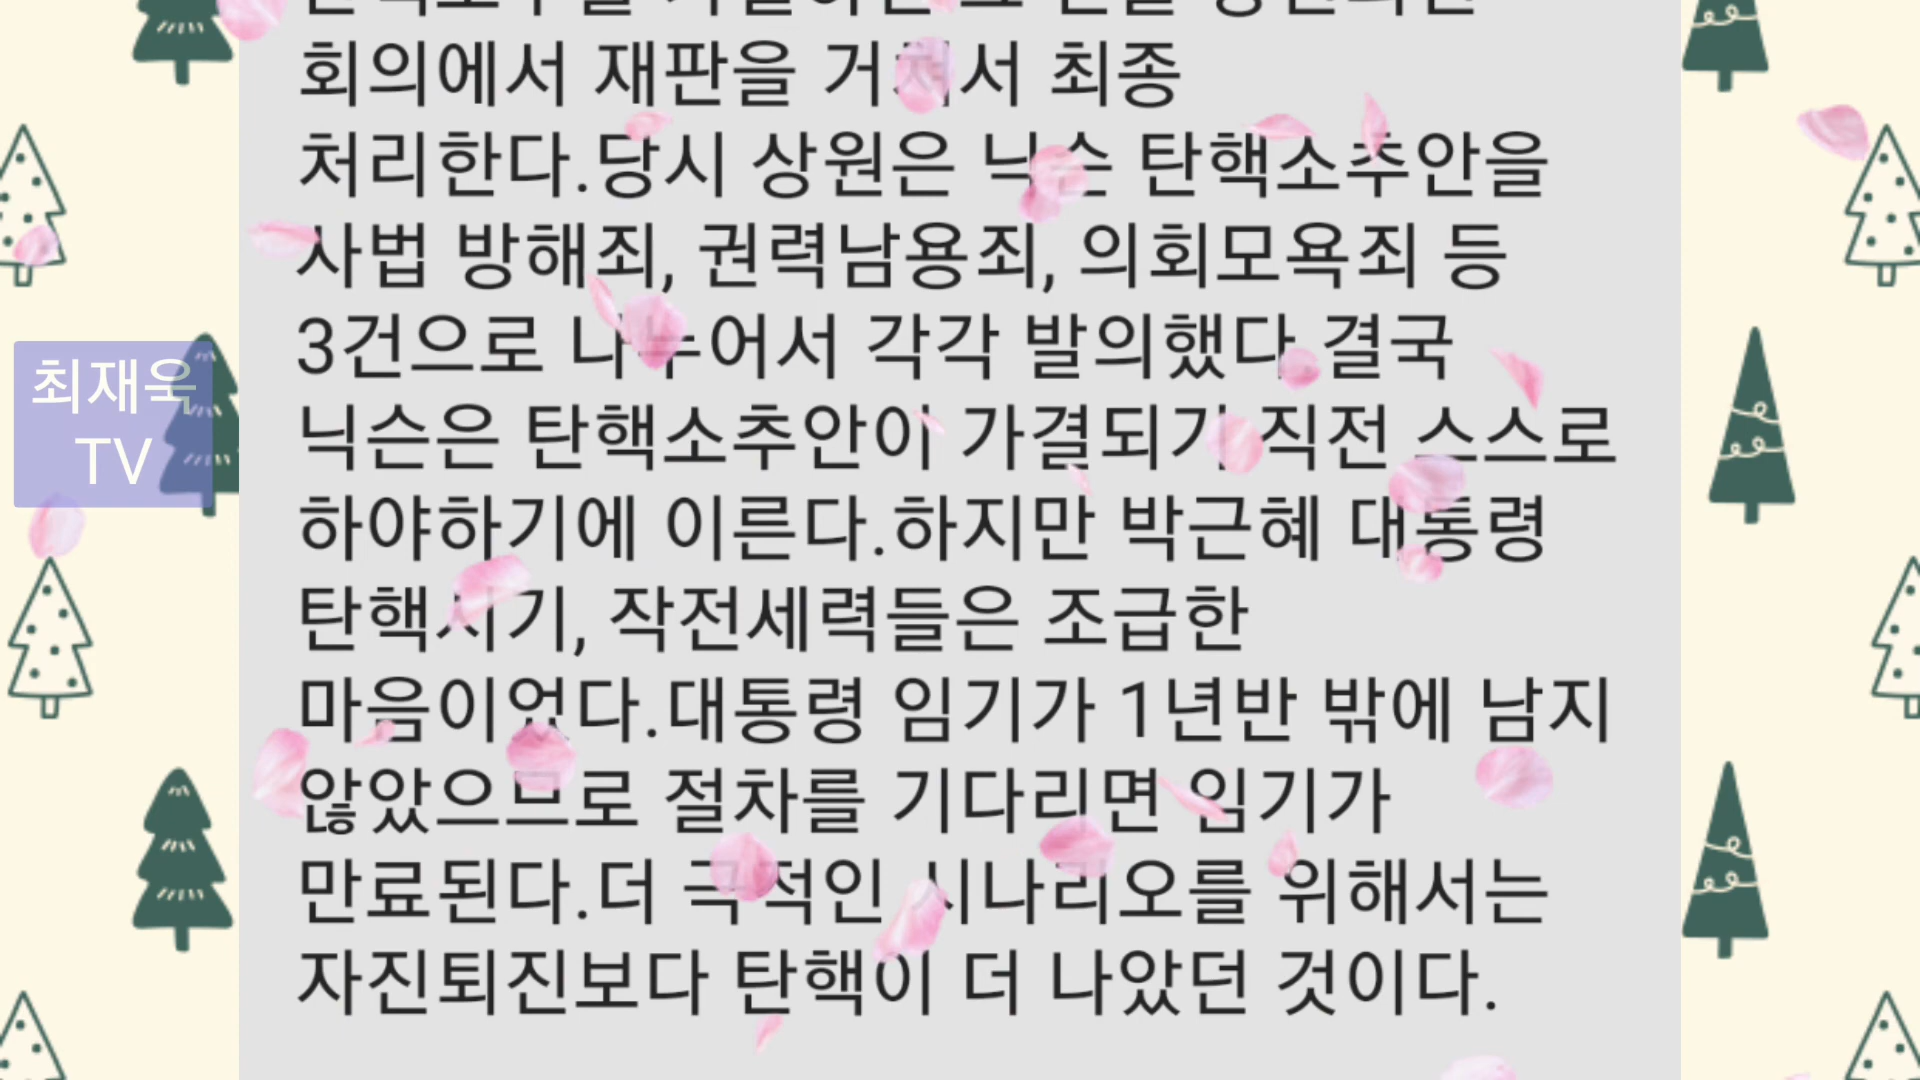 회의에서 재판을 거쳐서 최종
처리한다.당시 상원은 닉슨 탄핵소추안을
사법 방해죄, 권력남용죄, 의회모욕죄 등
3건으로 나누어서 각각 발의했다.결국
닉슨은 탄핵소추안이 가결되기 직전 스스로
하야하기에 이른다.하지만 박근혜 대통령
탄핵시기, 작전세력들은 조급한
마음이었다.대통령 임기가 1년반 밖에 남지
않았으므로 절차를 기다리면 임기가
만료된다.더 극적인 시나리오를 위해서는
자진퇴진보다 탄핵이 더 나았던 것이다.
최재욱
TV